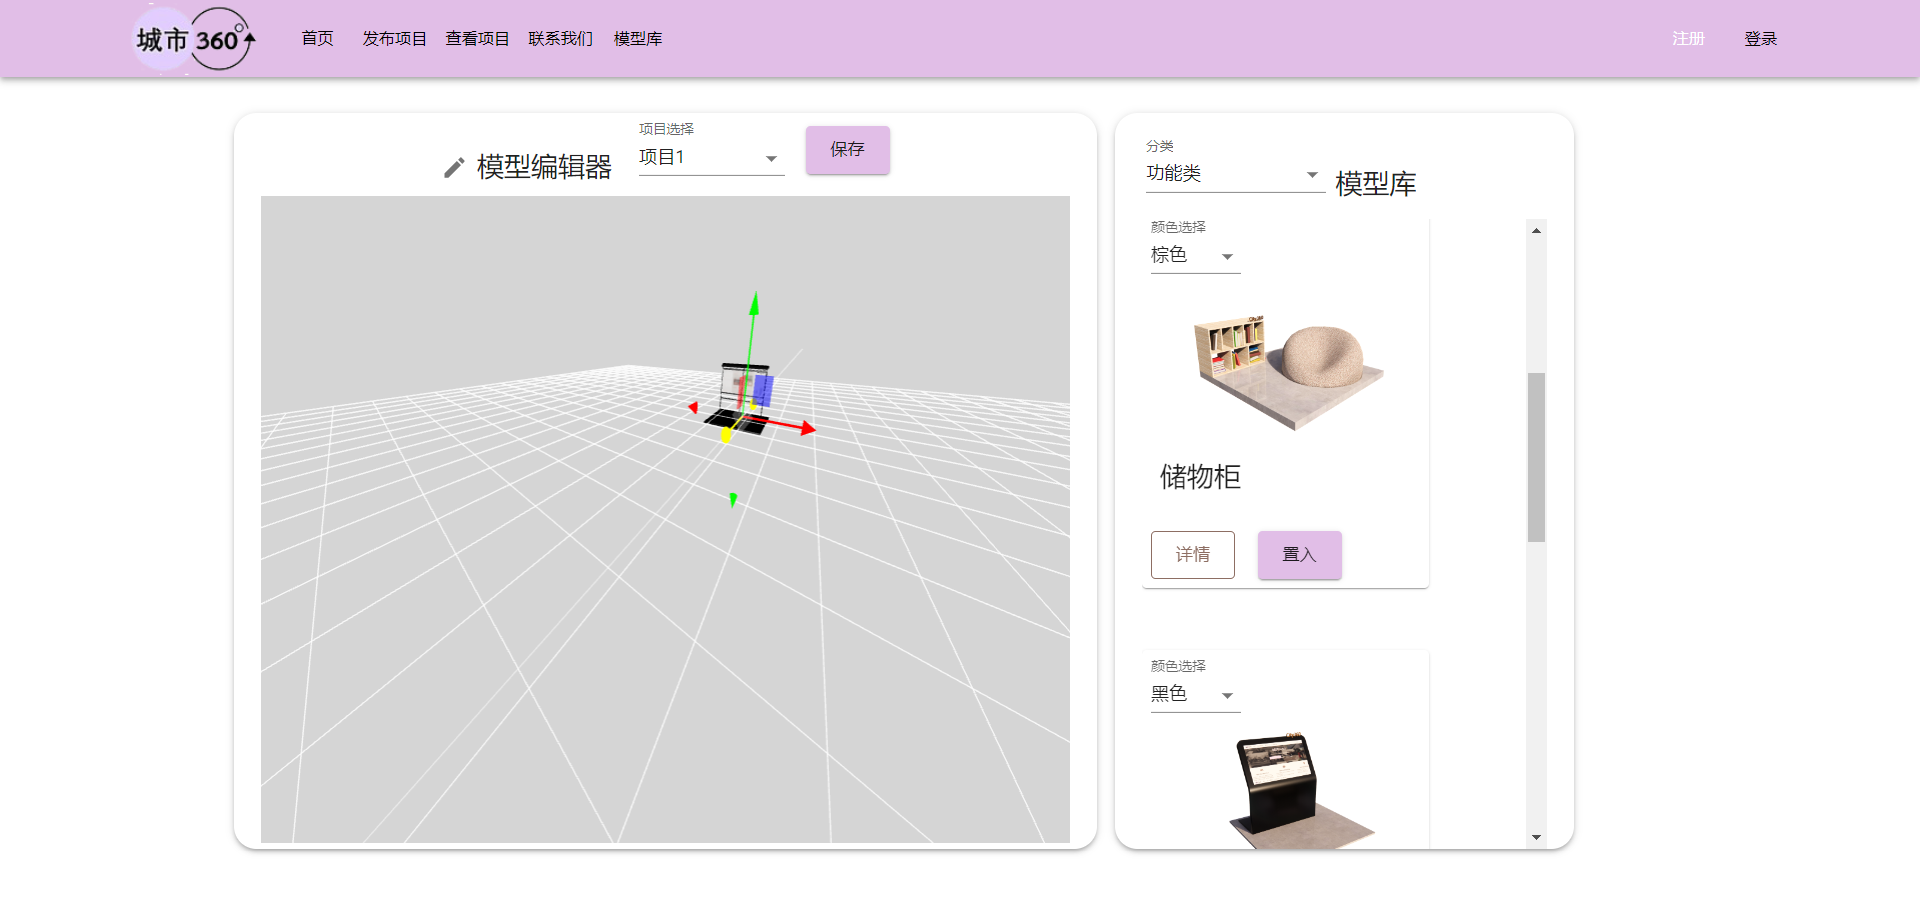 城市 360°
首页 发布项目 查看项目 联系我们 模型库
注册 登录
模型编辑器
项目选择
项目1
保存
分类
功能类
模型库
颜色选择
棕色
储物柜
详情 置入
颜色选择
黑色